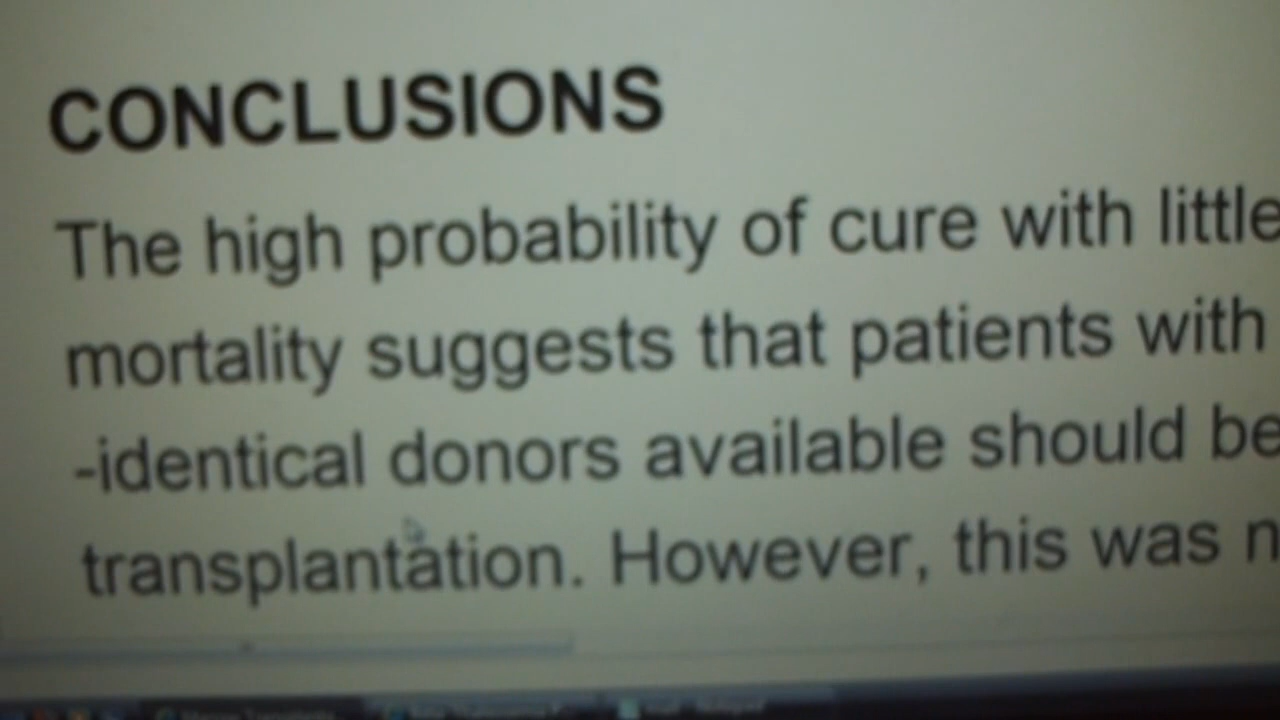 CONCLUSIONS
The high probability of cure with little
mortality suggests that patients with
-identical donors available should be
transplantation. However, this was